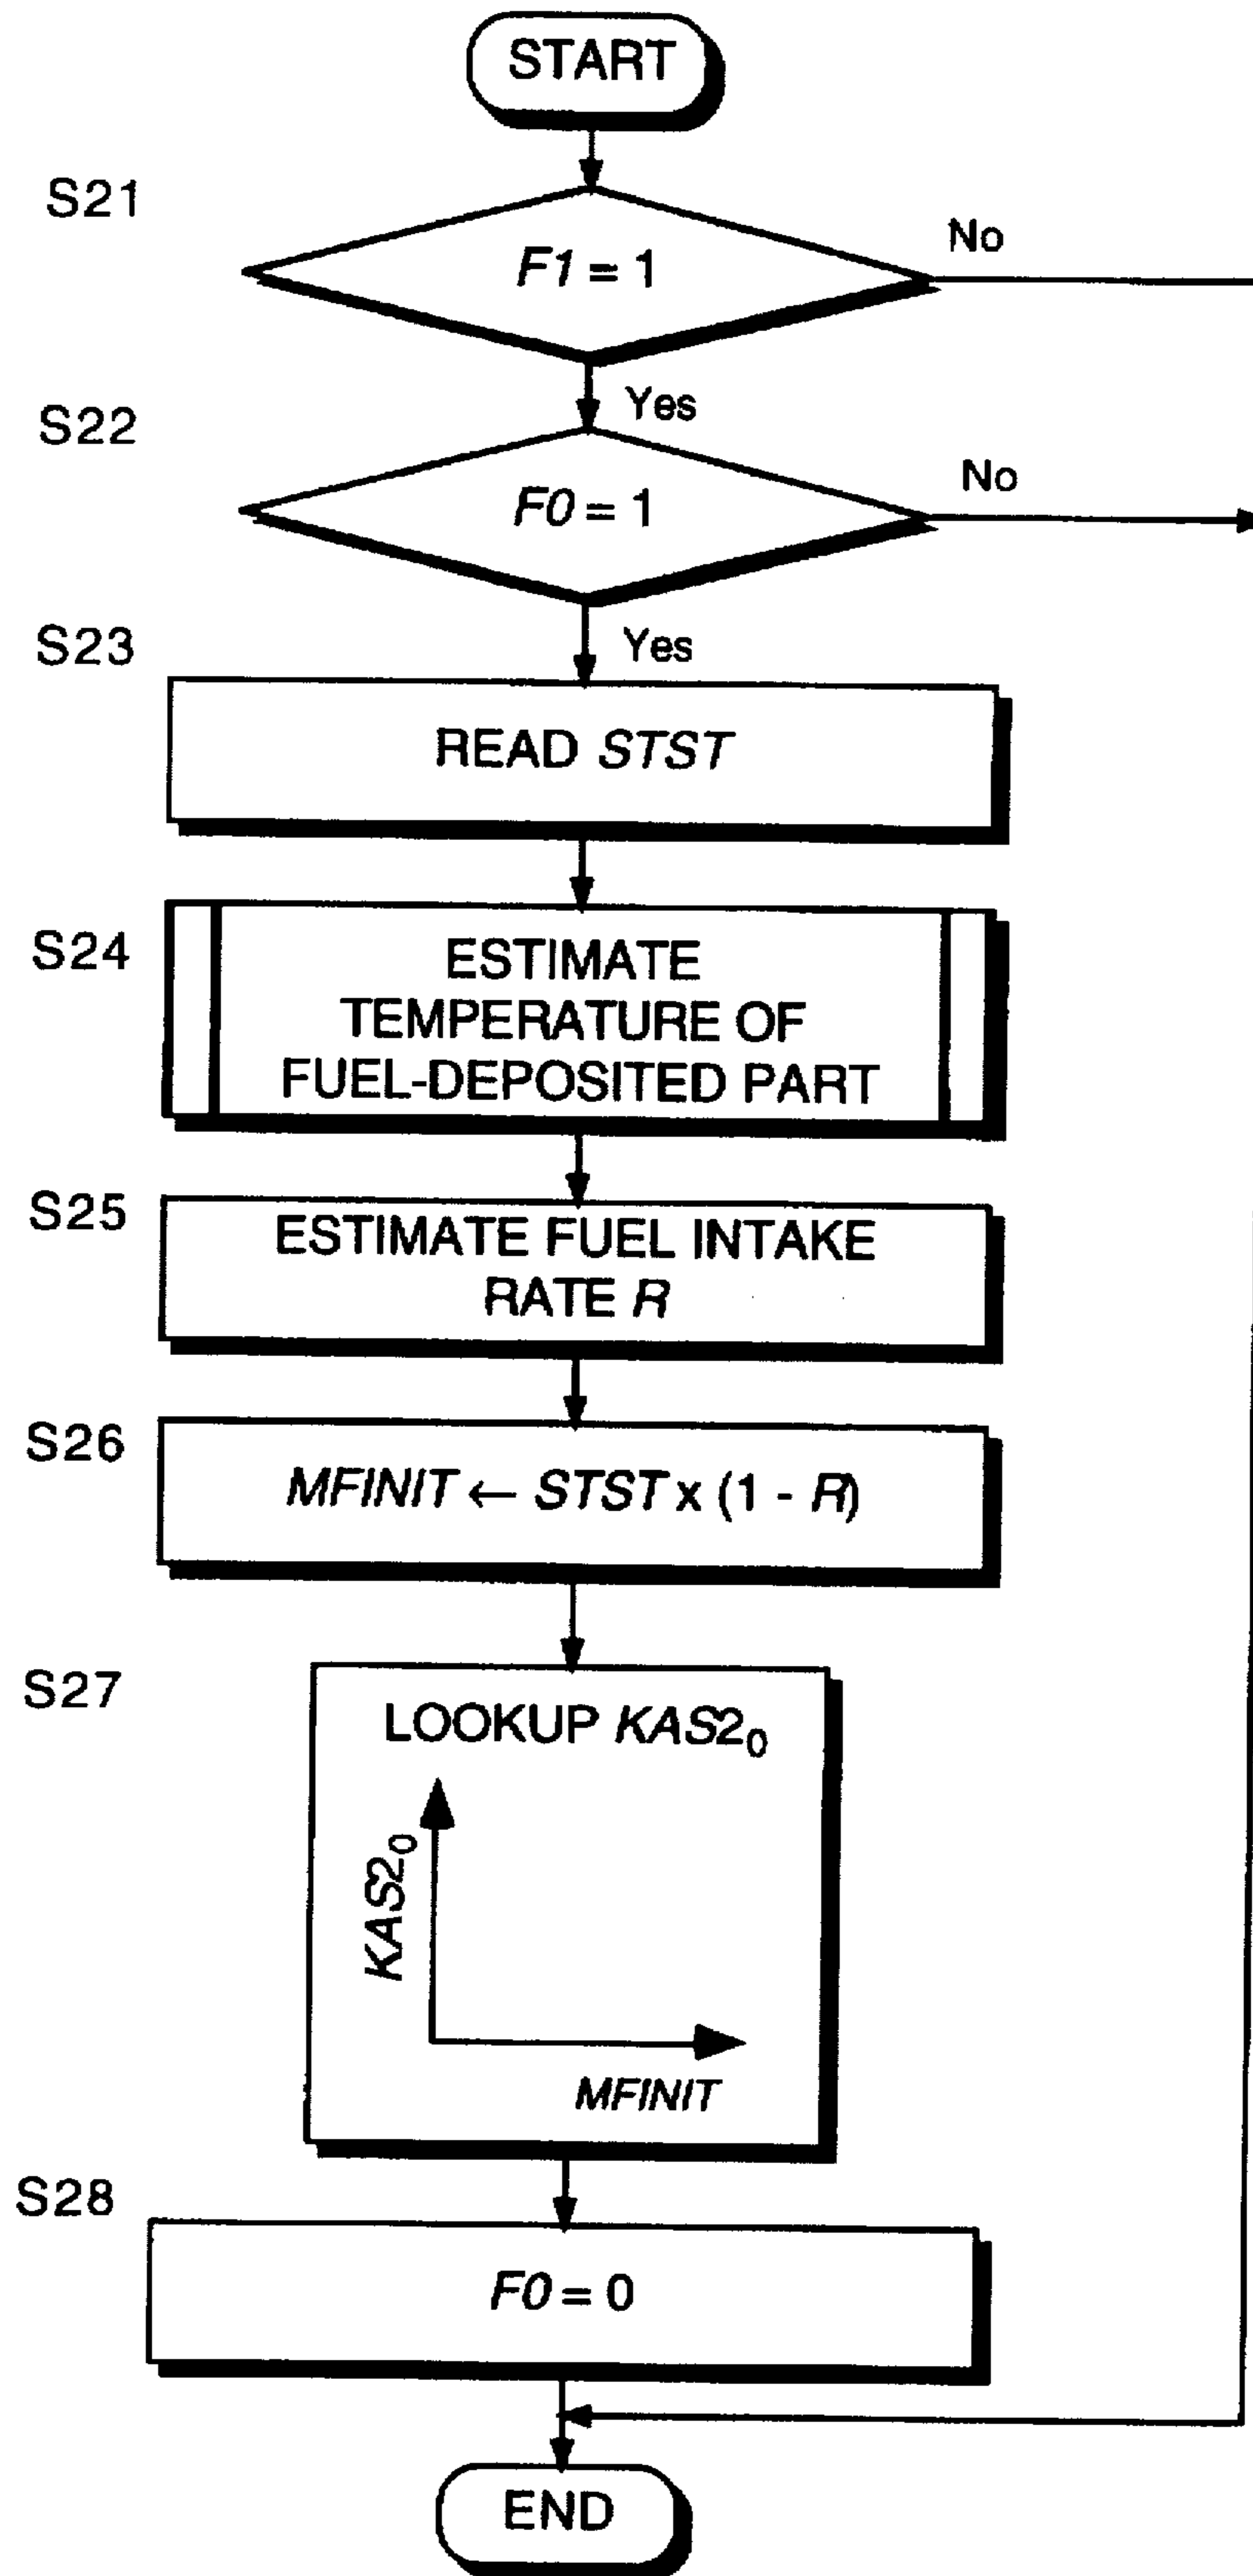 START
S21
F1 = 1
No
Yes
S22
F0 = 1
No
Yes
S23
READ STST
S24
ESTIMATE
TEMPERATURE OF
FUEL-DEPOSITED PART
S25
ESTIMATE FUEL INTAKE
RATE R
S26
MFINIT ← STST x (1 - R)
S27
LOOKUP KAS2₀
KAS2₀
MFINIT
S28
F0 = 0
END